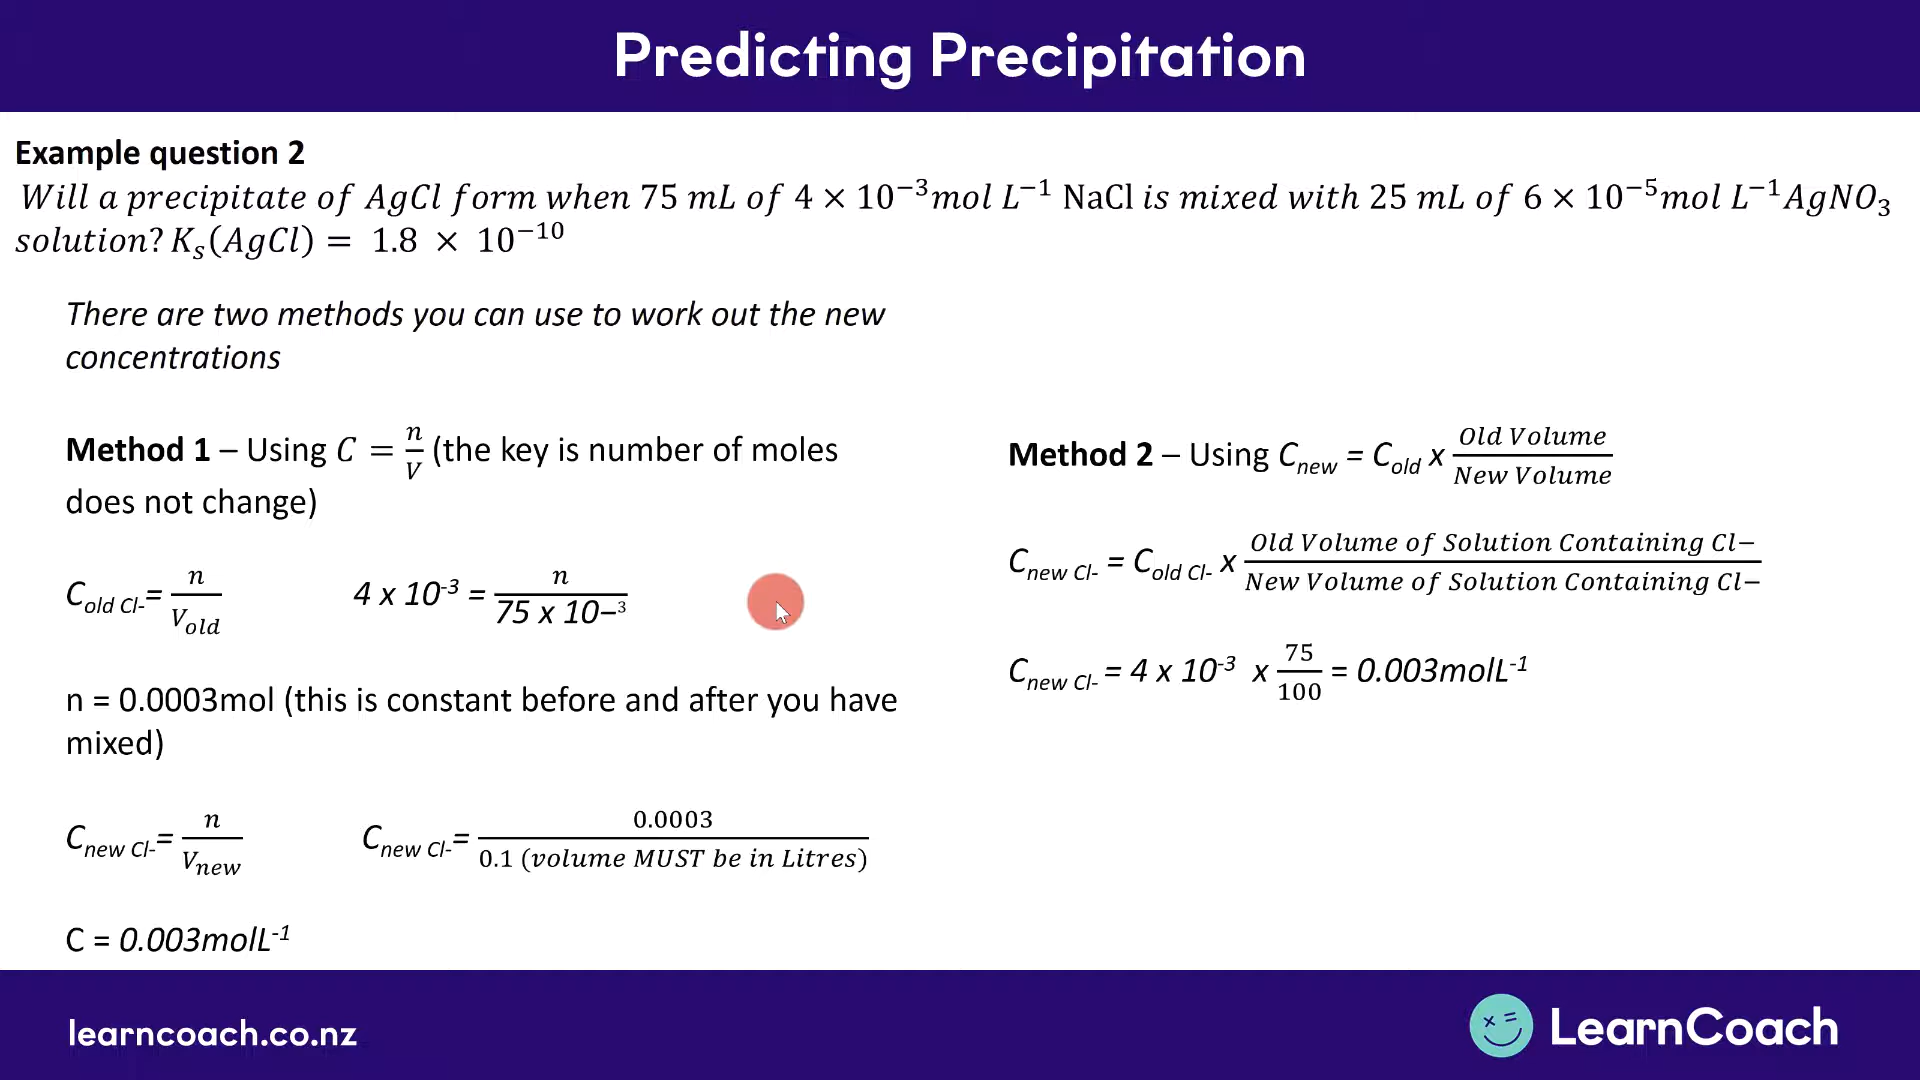 Predicting Precipitation
Example question 2
Will a precipitate of AgCl form when 75 mL of 4 × 10⁻³mol L⁻¹ NaCl is mixed with 25 mL of 6 × 10⁻⁵mol L⁻¹AgNO₃
solution? Kₛ(AgCl) = 1.8 × 10⁻¹⁰
There are two methods you can use to work out the new
concentrations
Method 1 – Using C = n/V (the key is number of moles
does not change)
C_old Cl-= n/V_old 4 x 10⁻³ = n/75 x 10–³
n = 0.0003mol (this is constant before and after you have
mixed)
C_new Cl-= n/V_new C_new Cl-= 0.0003/0.1 (volume MUST be in Litres)
C = 0.003molL⁻¹
Method 2 – Using C_new = C_old x Old Volume/New Volume
C_new Cl- = C_old Cl- x Old Volume of Solution Containing Cl−/New Volume of Solution Containing Cl−
C_new Cl- = 4 x 10⁻³ x 75/100 = 0.003molL⁻¹
learncoach.co.nz
LearnCoach